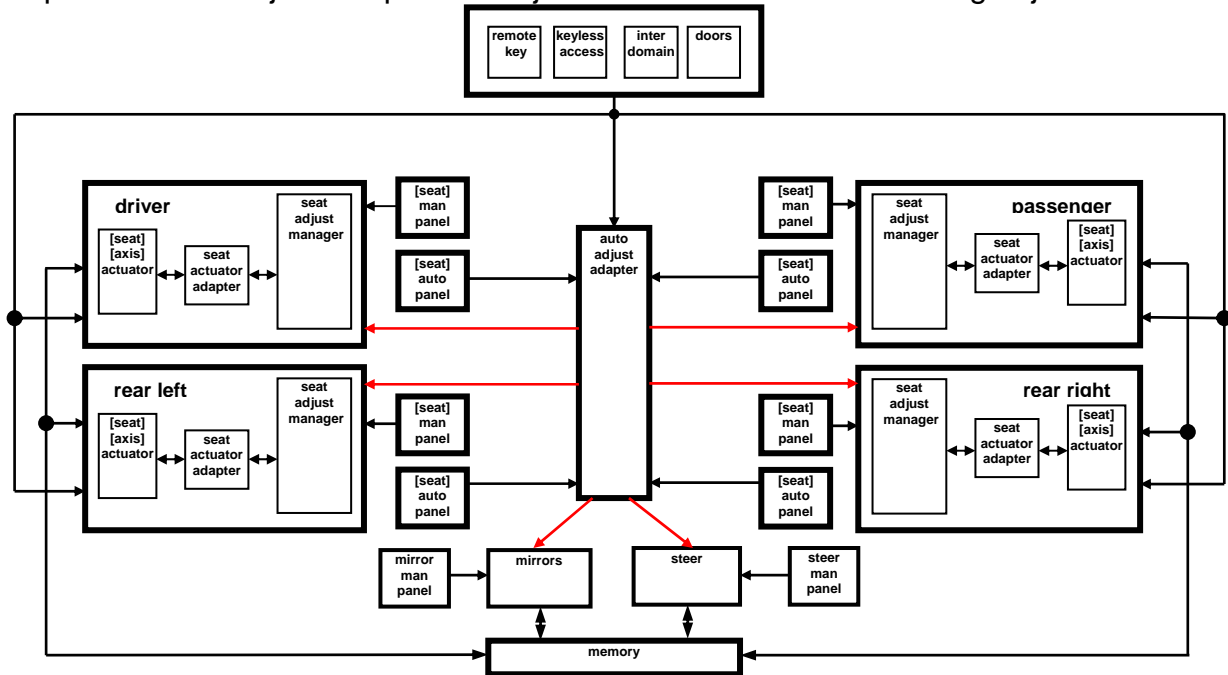 remote
key
keyless
access
inter
domain
doors
driver
[seat]
[axis]
actuator
seat
actuator
adapter
seat
adjust
manager
[seat]
man
panel
[seat]
auto
panel
auto
adjust
adapter
[seat]
man
panel
[seat]
auto
panel
passenger
seat
adjust
manager
seat
actuator
adapter
[seat]
[axis]
actuator
rear left
[seat]
[axis]
actuator
seat
actuator
adapter
seat
adjust
manager
[seat]
man
panel
[seat]
auto
panel
[seat]
man
panel
[seat]
auto
panel
rear right
seat
adjust
manager
seat
actuator
adapter
[seat]
[axis]
actuator
mirror
man
panel
mirrors
steer
steer
man
panel
memory